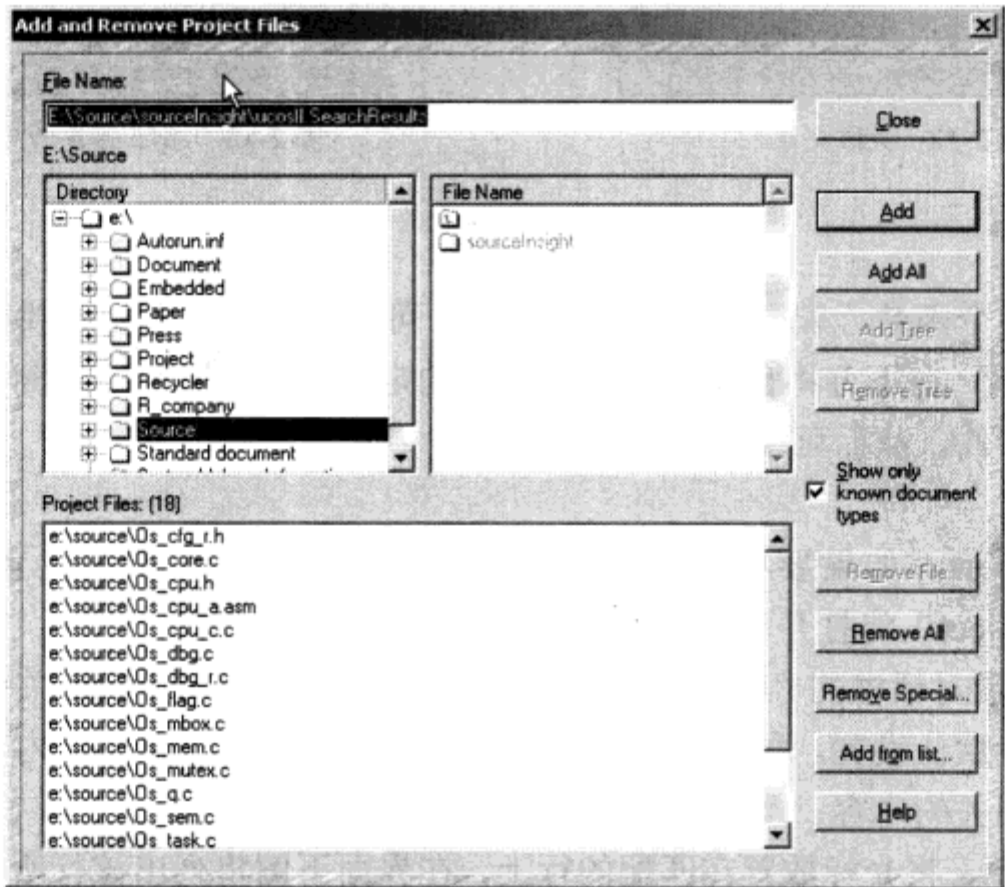 Add and Remove Project Files
File Name:
E:\Source\sourceInsight\ucosII.SearchResults
Close
E:\Source
Directory
e:\
Autorun.inf
Document
Embedded
Paper
Press
Project
Recycler
R_company
Source
Standard document
File Name
..
sourceInsight
Add
Add All
Add Tree
Remove Tree
Show only
known document
types
Project Files: (18)
e:\source\Os_cfg_r.h
e:\source\Os_core.c
e:\source\Os_cpu.h
e:\source\Os_cpu_a.asm
e:\source\Os_cpu_c.c
e:\source\Os_dbg.c
e:\source\Os_dbg_r.c
e:\source\Os_flag.c
e:\source\Os_mbox.c
e:\source\Os_mem.c
e:\source\Os_mutex.c
e:\source\Os_q.c
e:\source\Os_sem.c
e:\source\Os_task.c
Remove File
Remove All
Remove Special...
Add from list...
Help